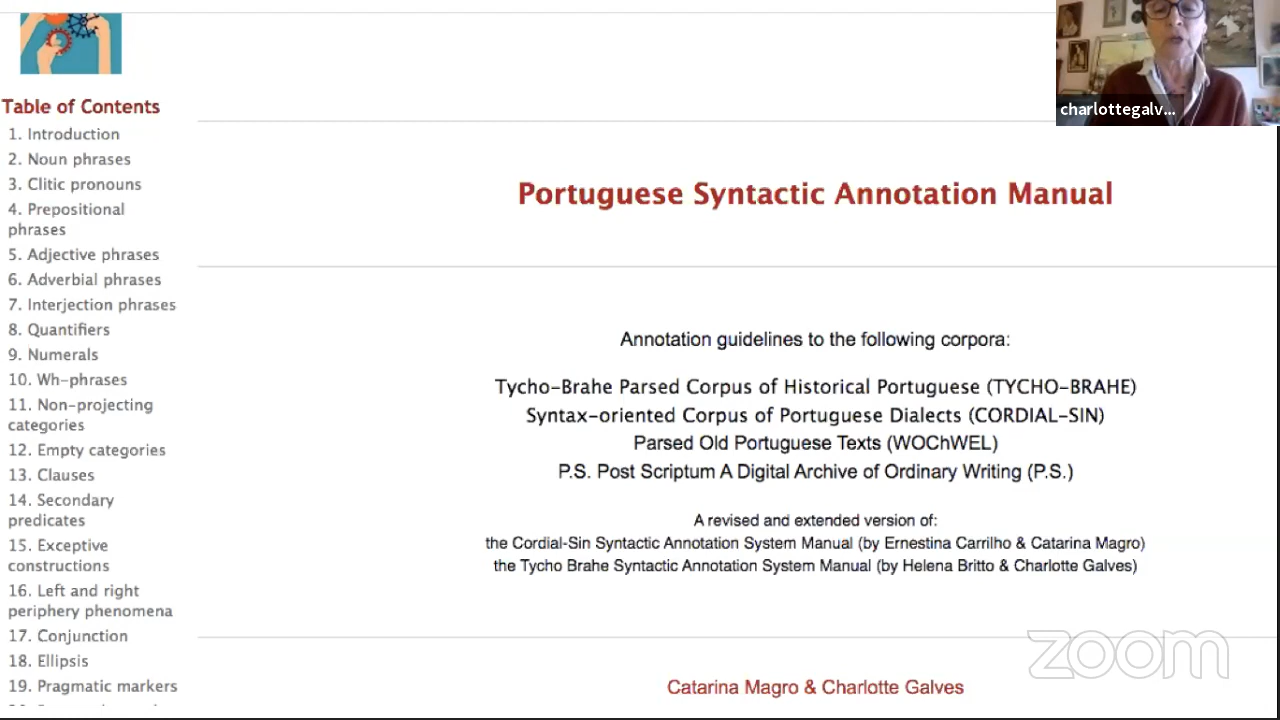 charlottegalv...
Table of Contents
1. Introduction
2. Noun phrases
3. Clitic pronouns
4. Prepositional
phrases
5. Adjective phrases
6. Adverbial phrases
7. Interjection phrases
8. Quantifiers
9. Numerals
10. Wh-phrases
11. Non-projecting
categories
12. Empty categories
13. Clauses
14. Secondary
predicates
15. Exceptive
constructions
16. Left and right
periphery phenomena
17. Conjunction
18. Ellipsis
19. Pragmatic markers
Portuguese Syntactic Annotation Manual
Annotation guidelines to the following corpora:
Tycho-Brahe Parsed Corpus of Historical Portuguese (TYCHO-BRAHE)
Syntax-oriented Corpus of Portuguese Dialects (CORDIAL-SIN)
Parsed Old Portuguese Texts (WOChWEL)
P.S. Post Scriptum A Digital Archive of Ordinary Writing (P.S.)
A revised and extended version of:
the Cordial-Sin Syntactic Annotation System Manual (by Ernestina Carrilho & Catarina Magro)
the Tycho Brahe Syntactic Annotation System Manual (by Helena Britto & Charlotte Galves)
zoom
Catarina Magro & Charlotte Galves